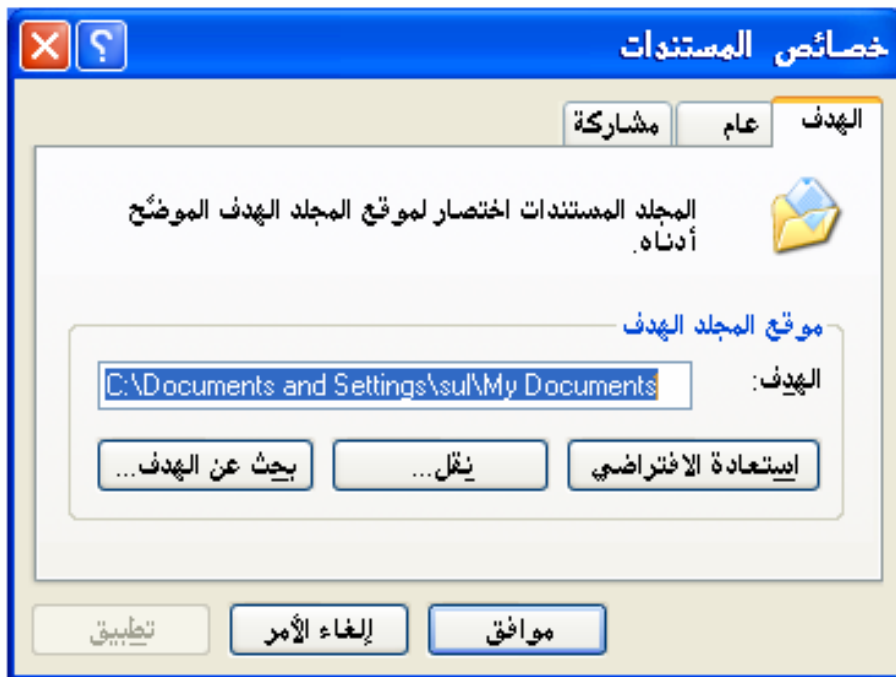 خصائص المستندات
الهدف
عام
مشاركة
المجلد المستندات اختصار لموقع المجلد الهدف الموضَّح
أدناه.
موقع المجلد الهدف
الهدف:
C:\Documents and Settings\sul\My Documents
استعادة الافتراضي
نقل...
بحث عن الهدف...
موافق
إلغاء الأمر
تطبيق